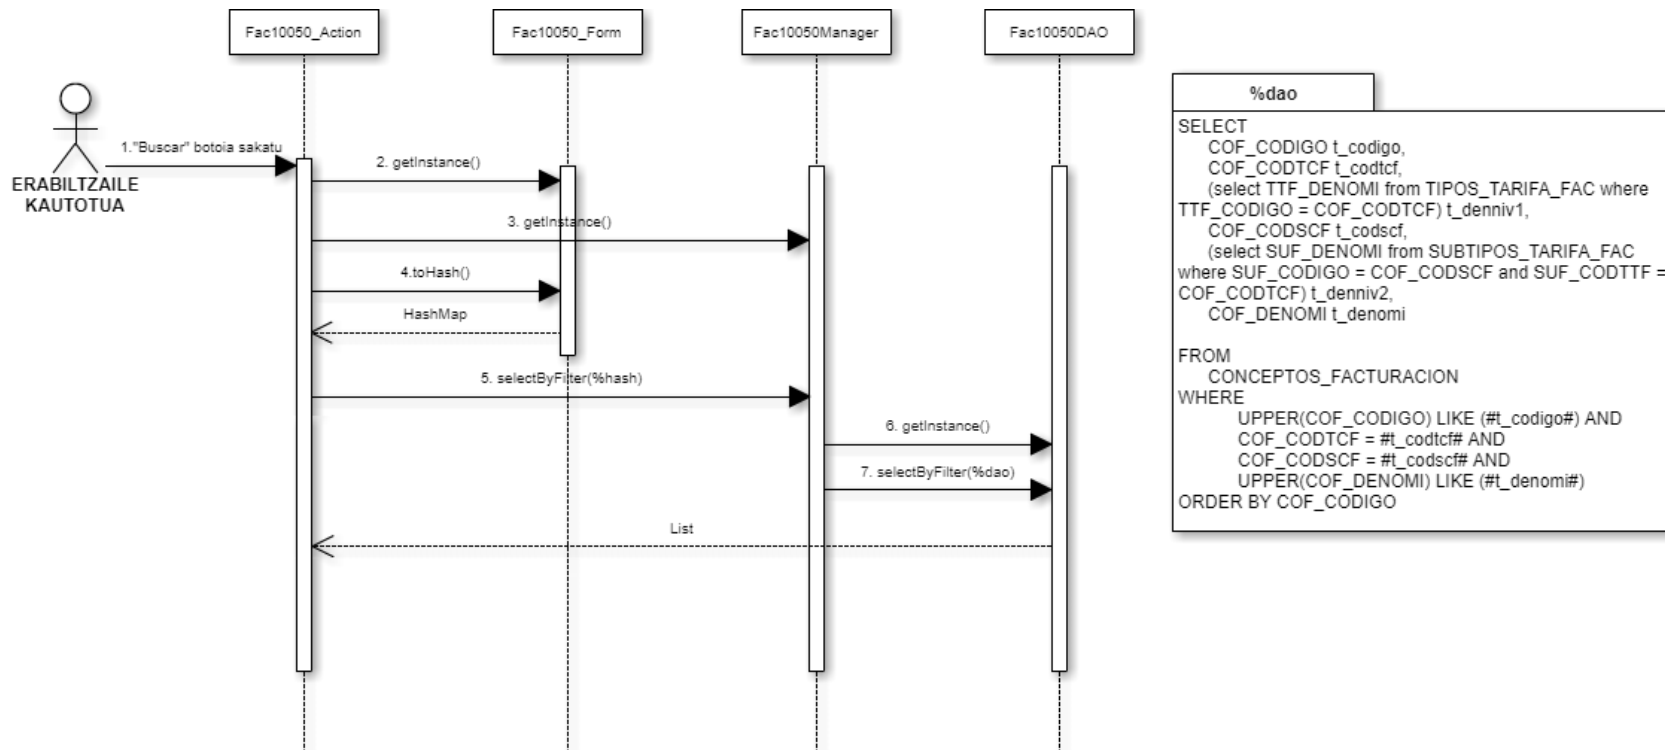 Fac10050_Action
Fac10050_Form
Fac10050Manager
Fac10050DAO
ERABILTZAILE
KAUTOTUA
1."Buscar" botoia sakatu
2. getInstance()
3. getInstance()
4.toHash()
HashMap
5. selectByFilter(%hash)
6. getInstance()
7. selectByFilter(%dao)
List
%dao
SELECT
COF_CODIGO t_codigo,
COF_CODTCF t_codtcf,
(select TTF_DENOMI from TIPOS_TARIFA_FAC where
TTF_CODIGO = COF_CODTCF) t_denniv1,
COF_CODSCF t_codscf,
(select SUF_DENOMI from SUBTIPOS_TARIFA_FAC
where SUF_CODIGO = COF_CODSCF and SUF_CODTTF =
COF_CODTCF) t_denniv2,
COF_DENOMI t_denomi
FROM
CONCEPTOS_FACTURACION
WHERE
UPPER(COF_CODIGO) LIKE (#t_codigo#) AND
COF_CODTCF = #t_codtcf# AND
COF_CODSCF = #t_codscf# AND
UPPER(COF_DENOMI) LIKE (#t_denomi#)
ORDER BY COF_CODIGO